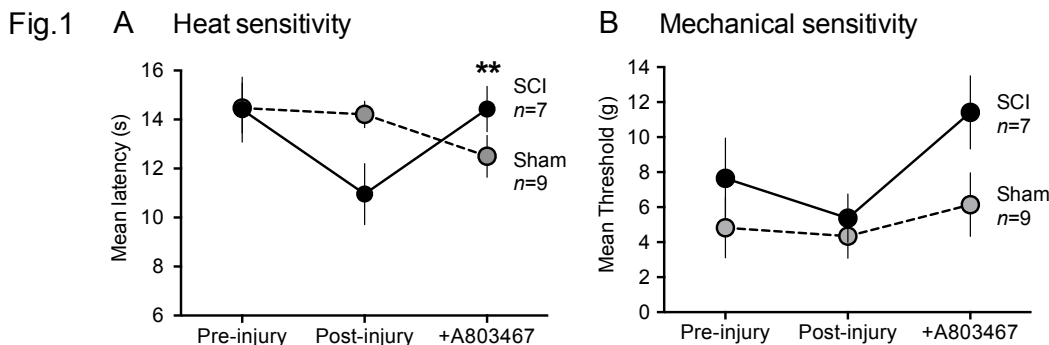 Fig.1
A Heat sensitivity
16
14
12
10
8
6
Mean latency (s)
**
SCI
n=7
Sham
n=9
Pre-injury Post-injury +A803467
B Mechanical sensitivity
14
12
10
8
6
4
2
0
Mean Threshold (g)
SCI
n=7
Sham
n=9
Pre-injury Post-injury +A803467